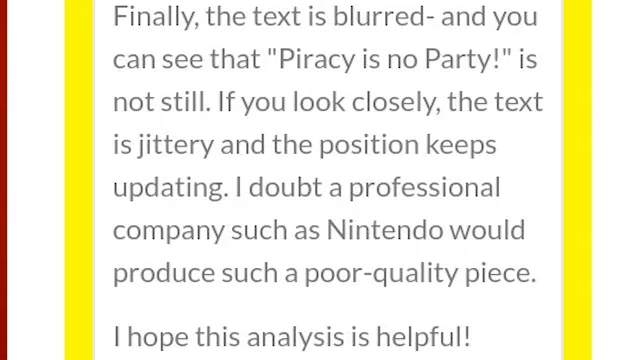 Finally, the text is blurred- and you
can see that "Piracy is no Party!" is
not still. If you look closely, the text
is jittery and the position keeps
updating. I doubt a professional
company such as Nintendo would
produce such a poor-quality piece.
I hope this analysis is helpful!